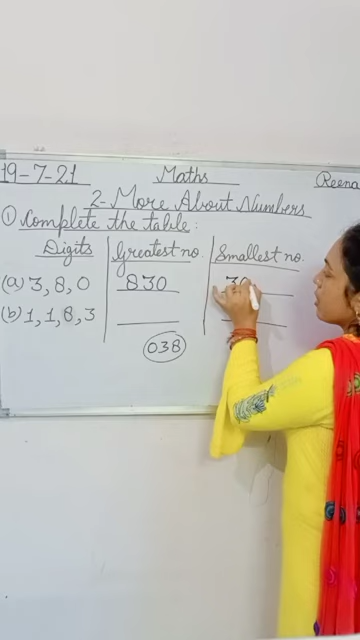 19-7-21 Maths Reena
2-More About Numbers
① Complete the table:
Digits Greatest no. Smallest no.
(a) 3, 8, 0 830 30
(b) 1, 1, 8, 3
038